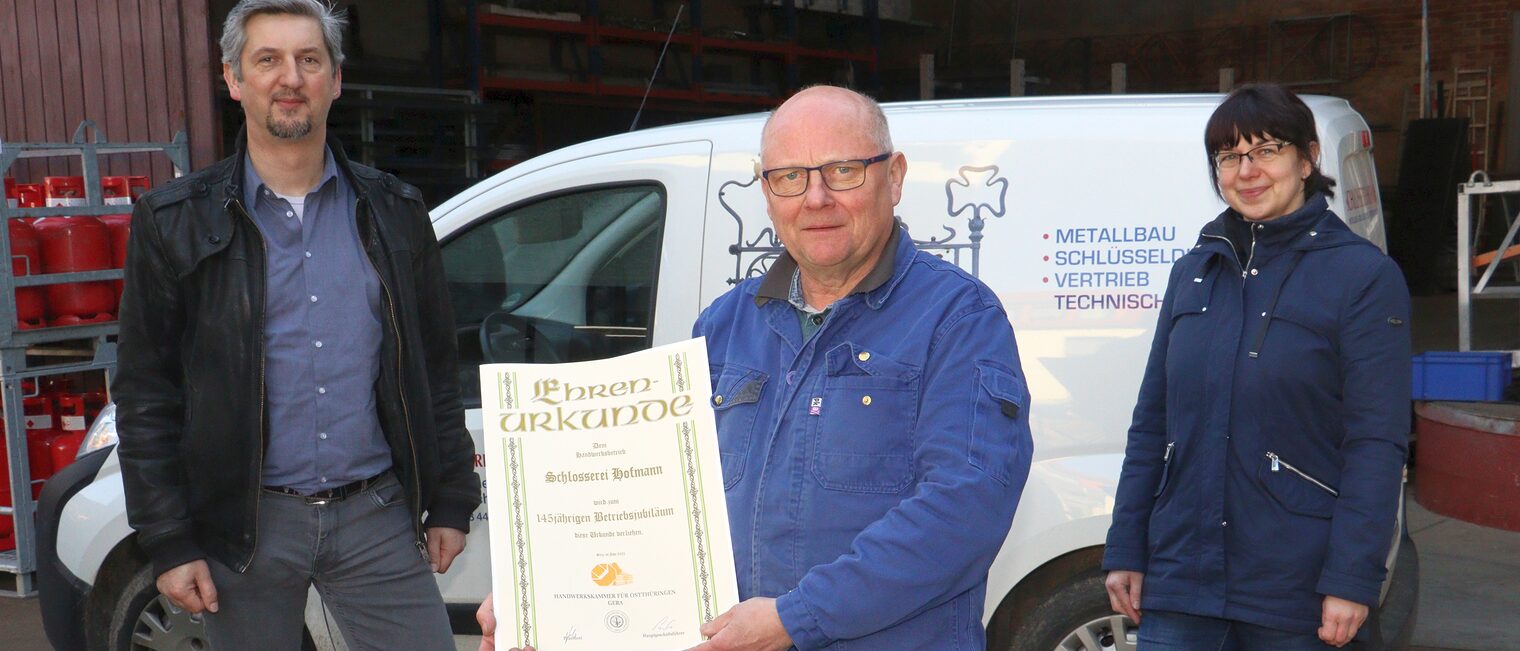 Ehren-
urkunde
Dem
Handwerksbetrieb
Schlosserei Hofmann
wird zum
145jährigen Betriebsjubiläum
diese Urkunde verliehen.
HANDWERKSKAMMER FÜR OSTTHÜRINGEN
GERA
Hauptgeschäftsführer
• METALLBAU
• SCHLÜSSELD
• VERTRIEB
TECHNISCH